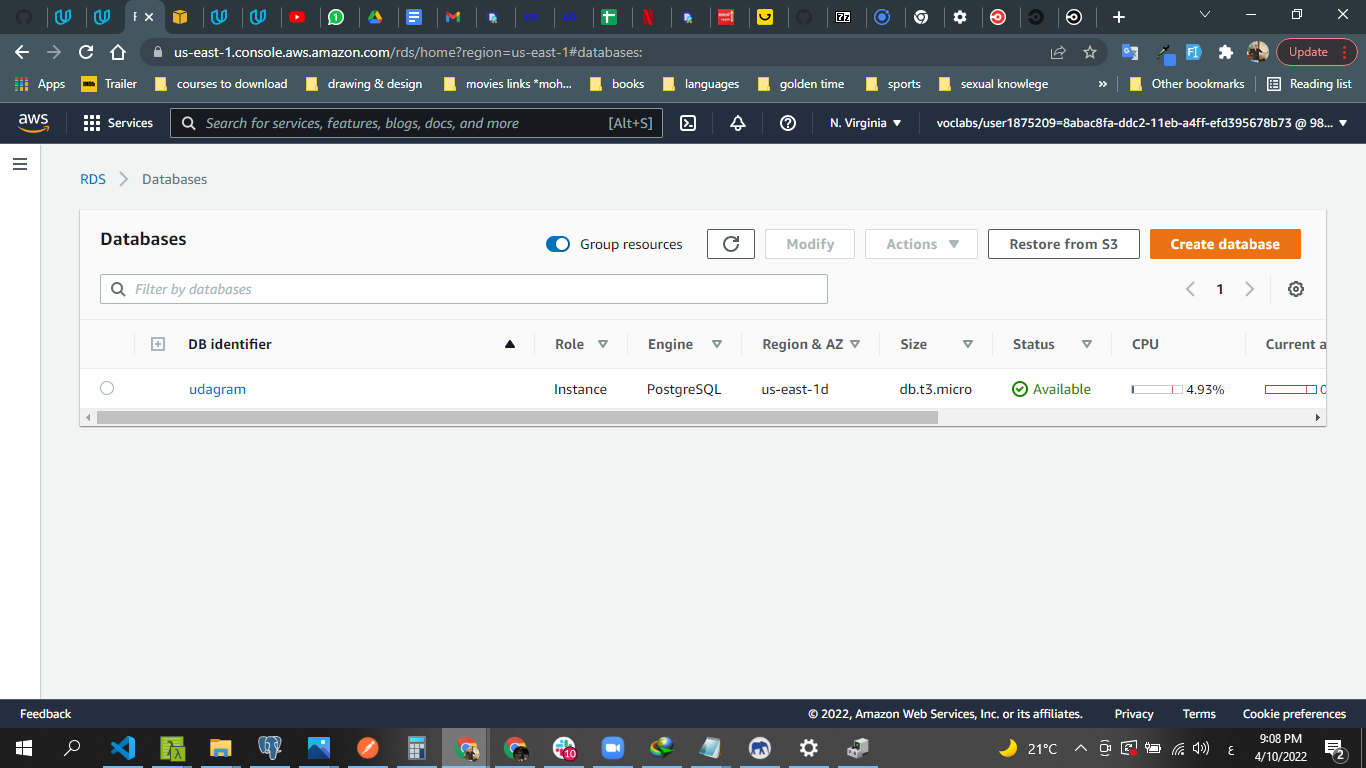 us-east-1.console.aws.amazon.com/rds/home?region=us-east-1#databases:
Update
Apps
Trailer
courses to download
drawing & design
movies links *moh...
books
languages
golden time
sports
sexual knowlege
»
Other bookmarks
Reading list
aws
Services
Search for services, features, blogs, docs, and more
[Alt+S]
N. Virginia
voclabs/user1875209=8abac8fa-ddc2-11eb-a4ff-efd395678b73 @ 98...
RDS
Databases
Databases
Group resources
Modify
Actions
Restore from S3
Create database
Filter by databases
1
DB identifier
Role
Engine
Region & AZ
Size
Status
CPU
Current a
udagram
Instance
PostgreSQL
us-east-1d
db.t3.micro
Available
4.93%
Feedback
© 2022, Amazon Web Services, Inc. or its affiliates.
Privacy
Terms
Cookie preferences
10
21°C
ع
9:08 PM
4/10/2022
2